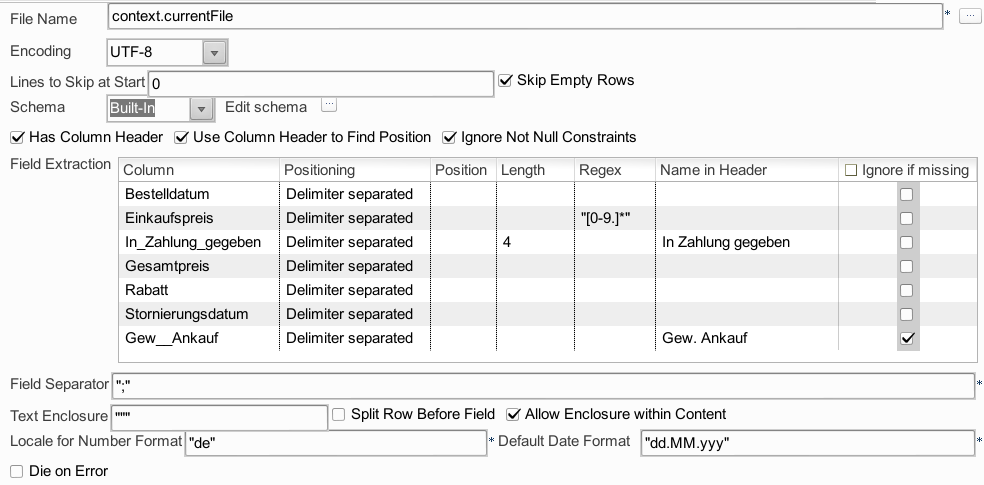 File Name context.currentFile * ...
Encoding UTF-8
Lines to Skip at Start 0 Skip Empty Rows
Schema Built-In Edit schema ...
Has Column Header Use Column Header to Find Position Ignore Not Null Constraints
Field Extraction Column Positioning Position Length Regex Name in Header Ignore if missing
Bestelldatum Delimiter separated
Einkaufspreis Delimiter separated "[0-9.]*"
In_Zahlung_gegeben Delimiter separated 4 In Zahlung gegeben
Gesamtpreis Delimiter separated
Rabatt Delimiter separated
Stornierungsdatum Delimiter separated
Gew__Ankauf Delimiter separated Gew. Ankauf
Field Separator ";" *
Text Enclosure """ Split Row Before Field Allow Enclosure within Content
Locale for Number Format "de" * Default Date Format "dd.MM.yyy" *
Die on Error